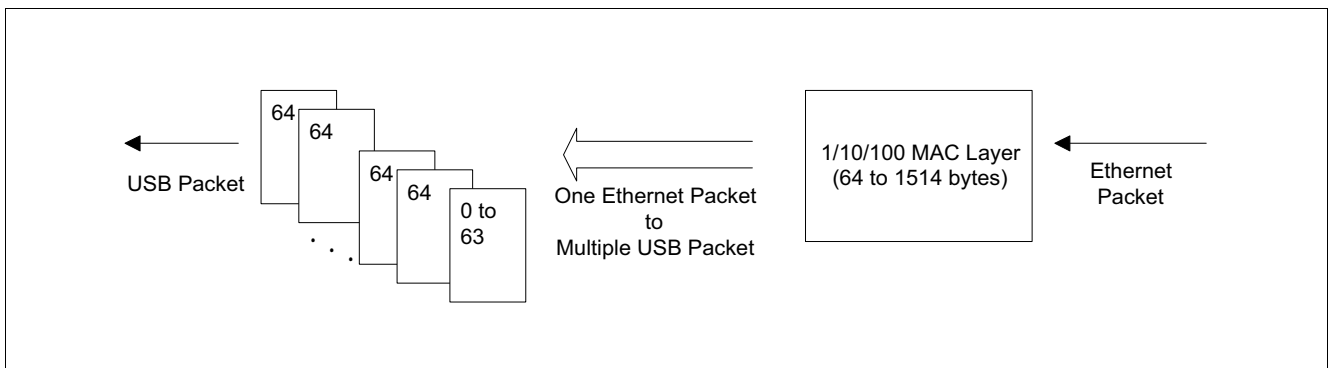 64
64
64
64
0 to
63
USB Packet
One Ethernet Packet
to
Multiple USB Packet
1/10/100 MAC Layer
(64 to 1514 bytes)
Ethernet
Packet